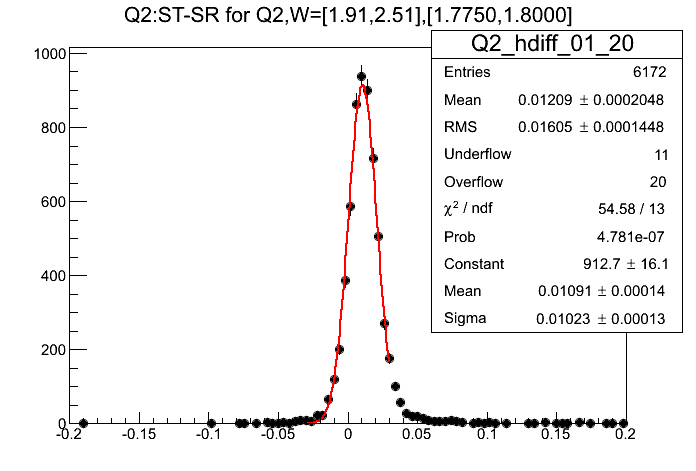 Q2:ST-SR for Q2,W=[1.91,2.51],[1.7750,1.8000]
Q2_hdiff_01_20
Entries 6172
Mean 0.01209 ± 0.0002048
RMS 0.01605 ± 0.0001448
Underflow 11
Overflow 20
χ² / ndf 54.58 / 13
Prob 4.781e-07
Constant 912.7 ± 16.1
Mean 0.01091 ± 0.00014
Sigma 0.01023 ± 0.00013
1000
800
600
400
200
0
-0.2 -0.15 -0.1 -0.05 0 0.05 0.1 0.15 0.2